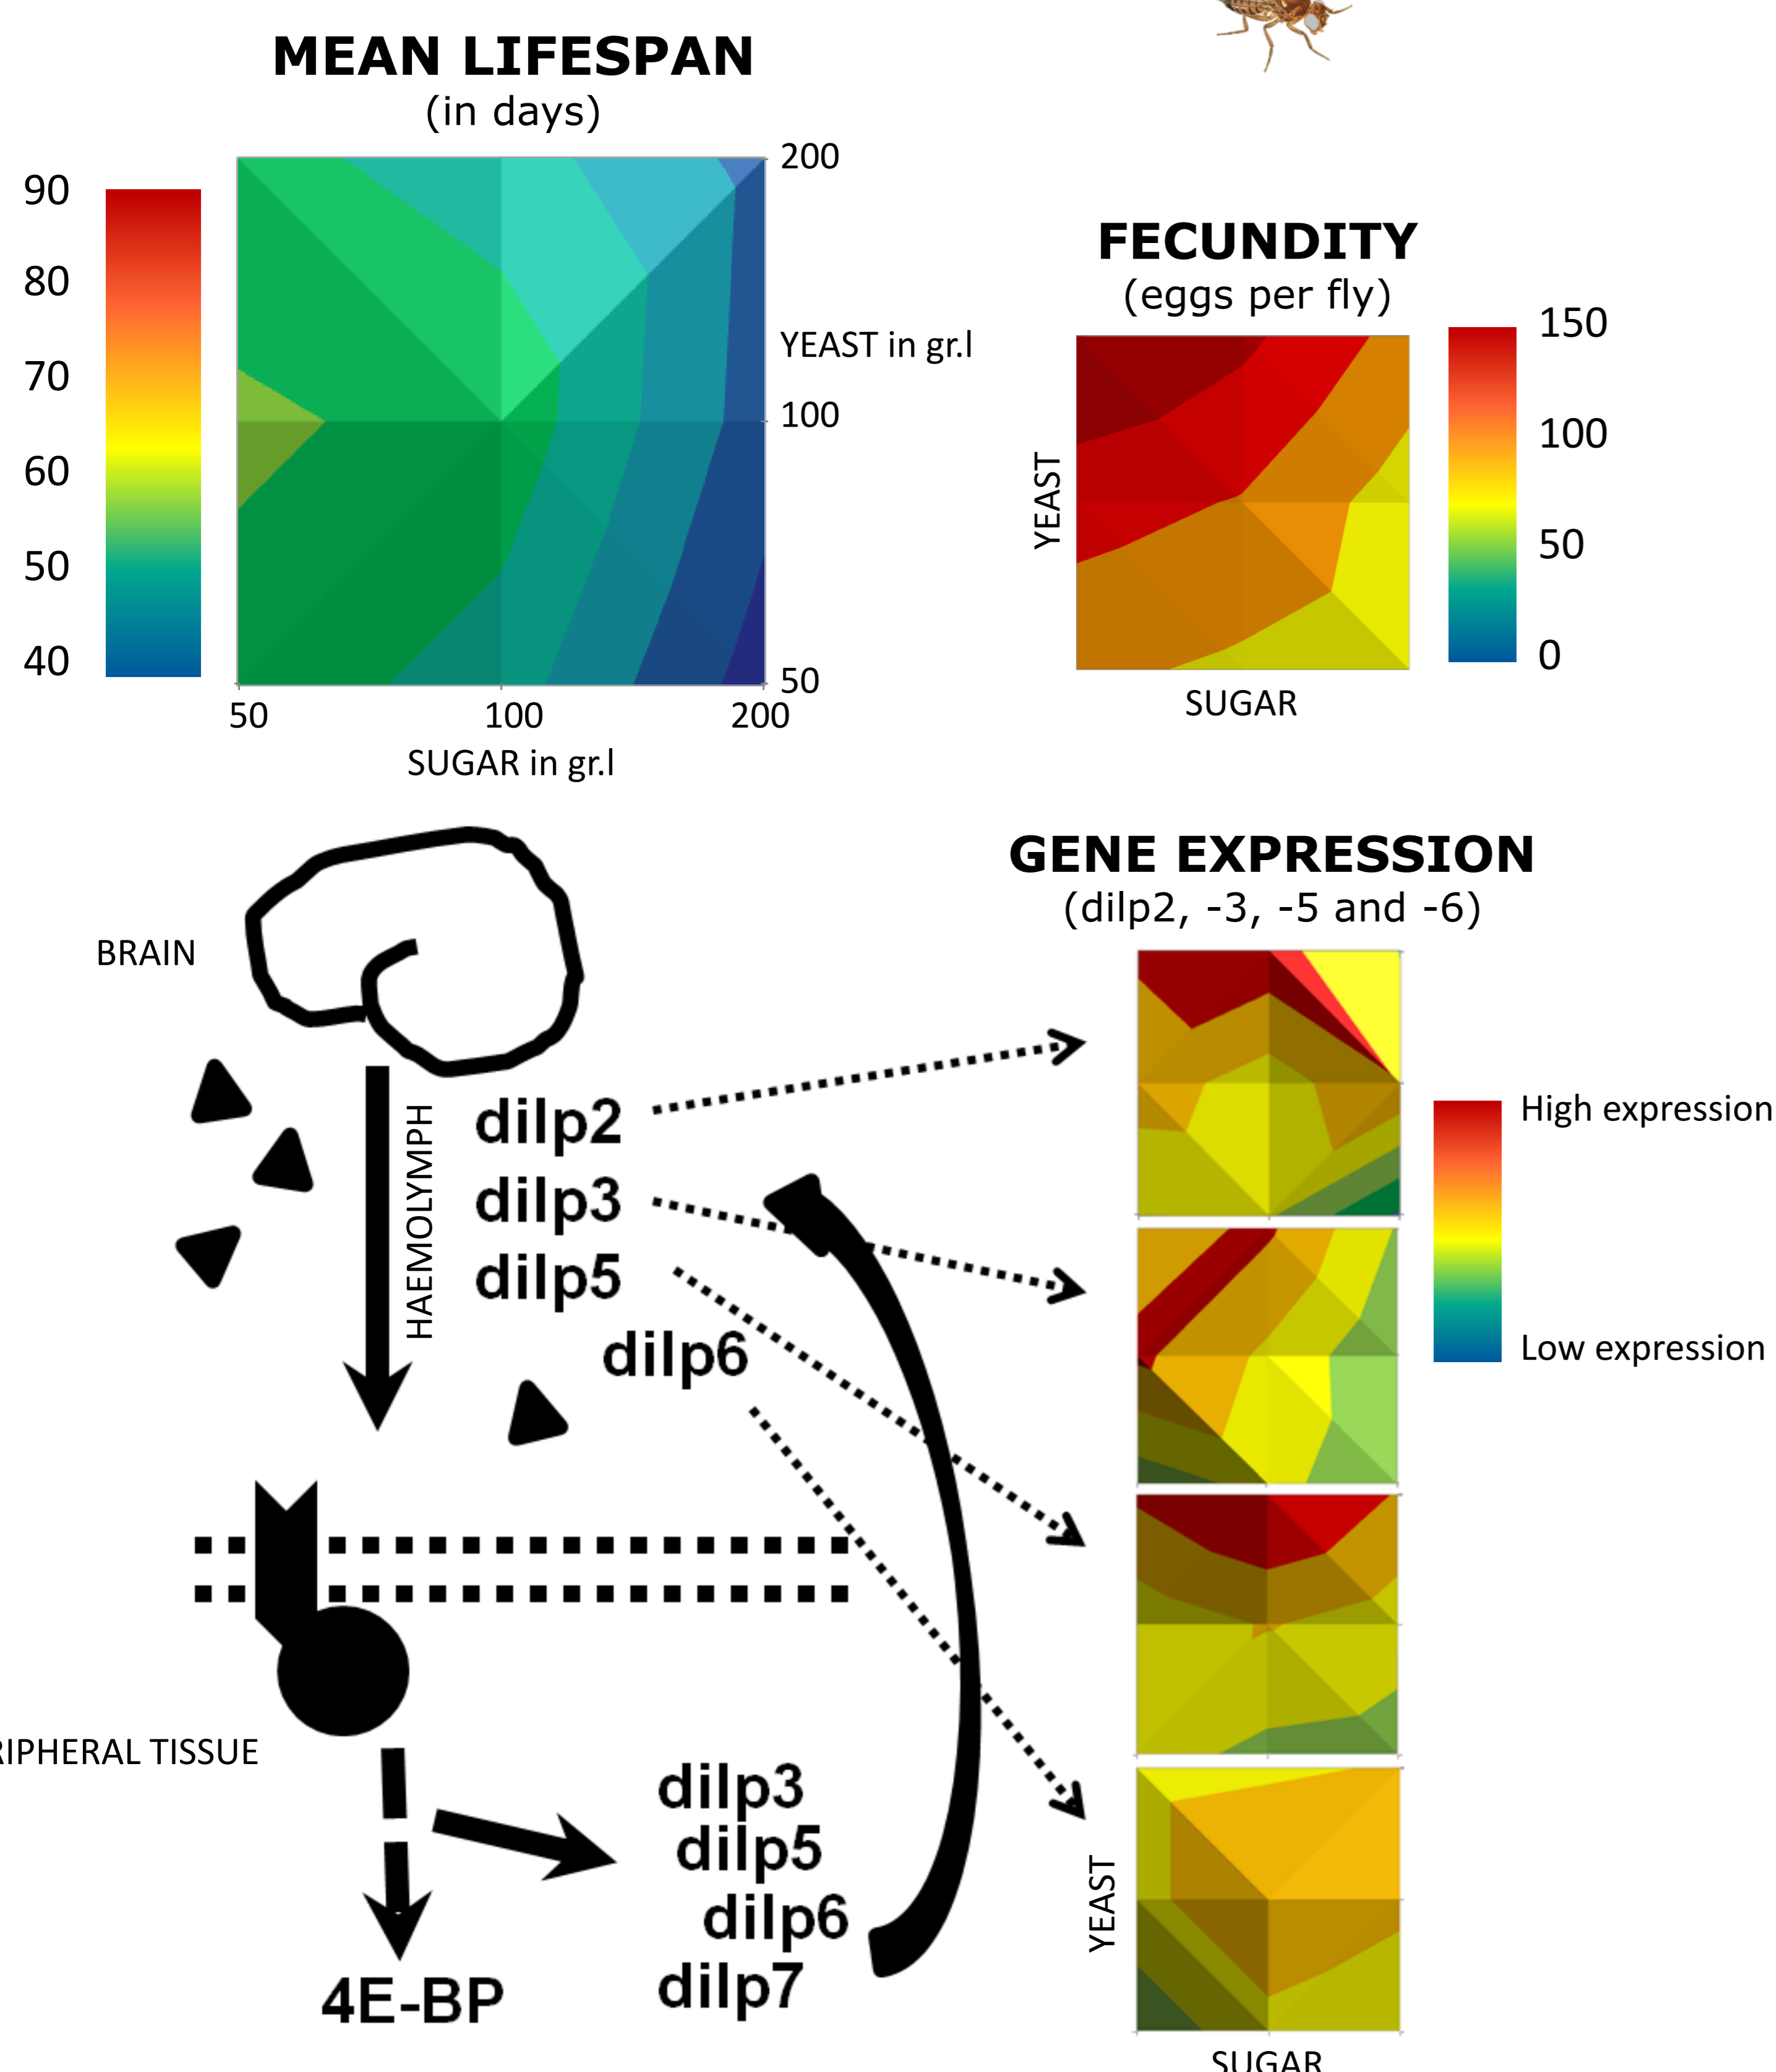 MEAN LIFESPAN
(in days)
90
80
70
60
50
40
200
YEAST in gr.l
100
50
50
100
200
SUGAR in gr.l
FECUNDITY
(eggs per fly)
YEAST
SUGAR
150
100
50
0
BRAIN
HAEMOLYMPH
dilp2
dilp3
dilp5
dilp6
GENE EXPRESSION
(dilp2, -3, -5 and -6)
High expression
Low expression
RIPHERAL TISSUE
4E-BP
dilp3
dilp5
dilp6
dilp7
YEAST
SUGAR